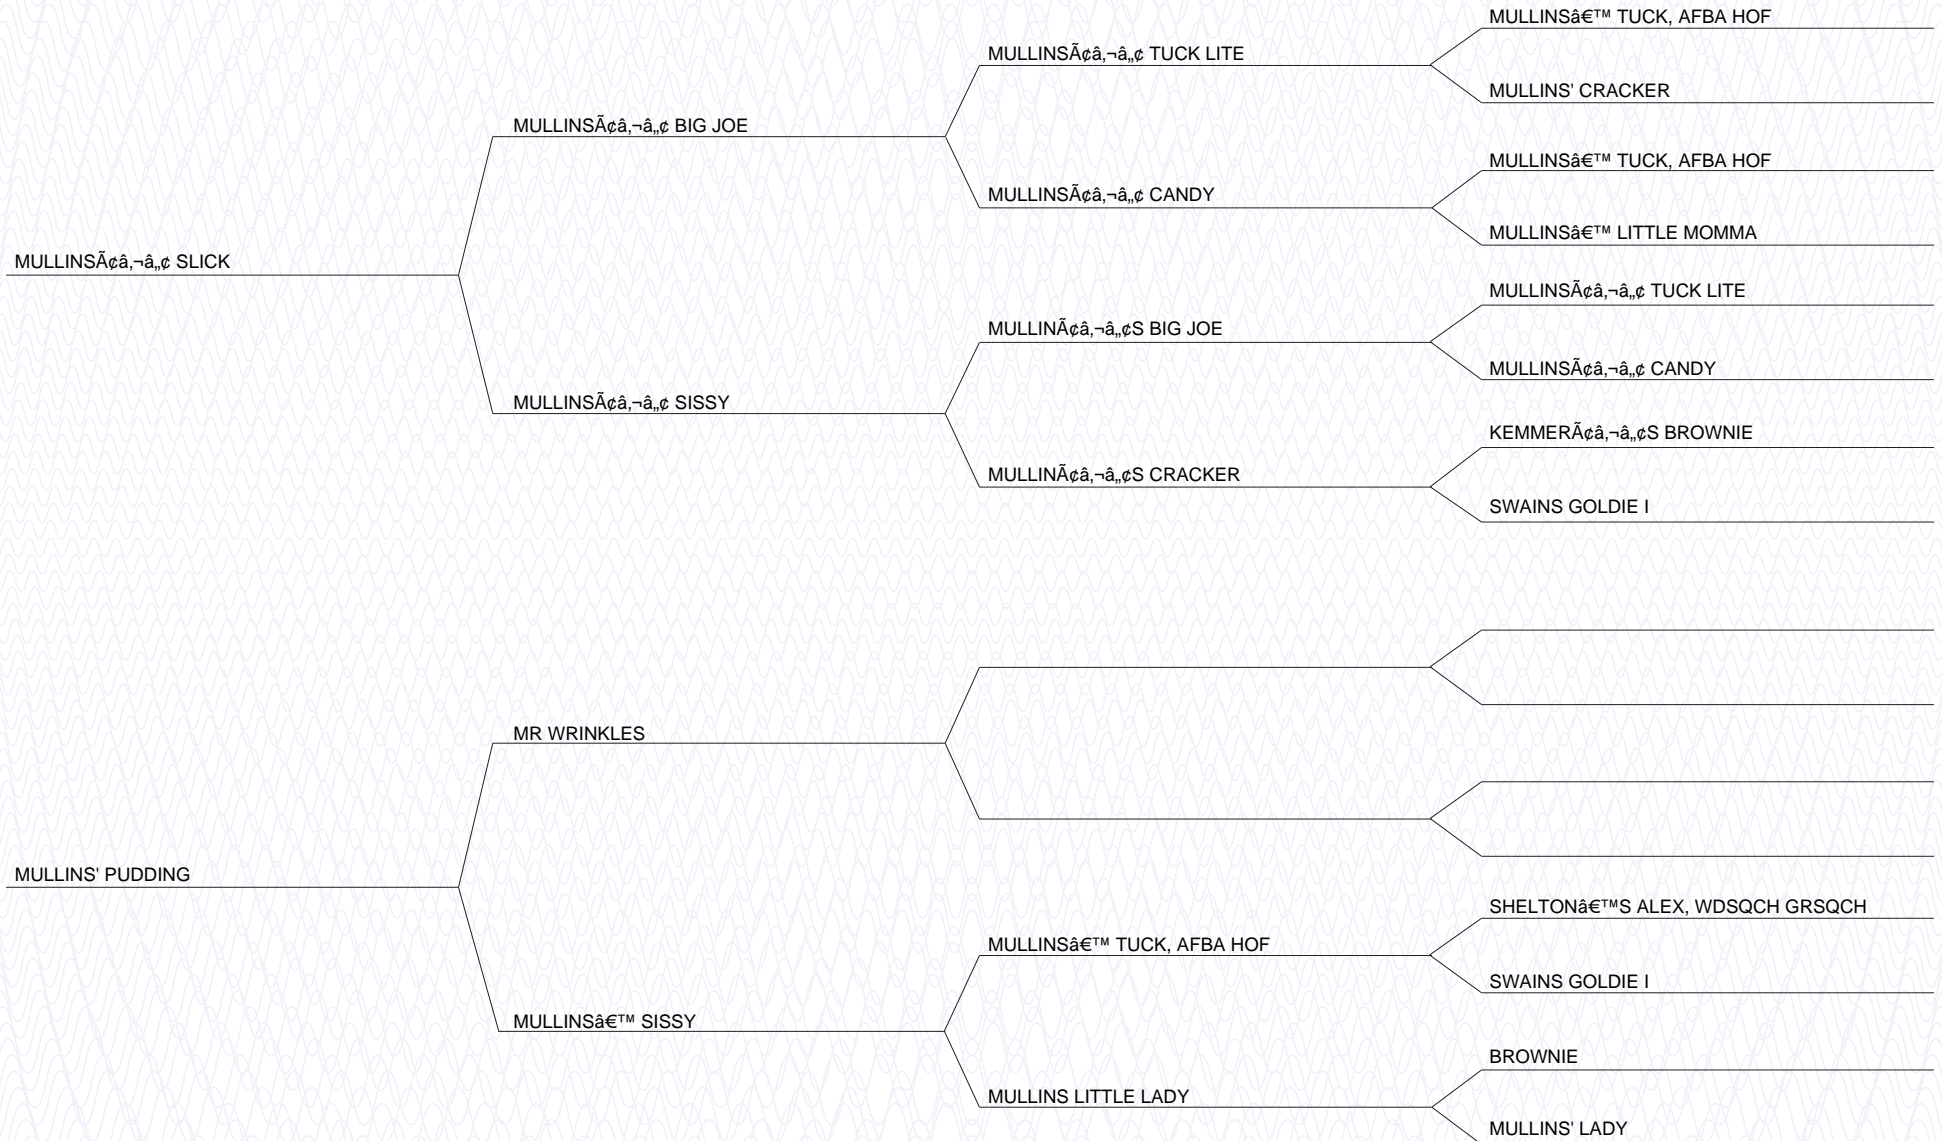 MULLINSâ€™ TUCK, AFBA HOF
MULLINSÃ¢â‚¬â„¢ TUCK LITE
MULLINS' CRACKER
MULLINSÃ¢â‚¬â„¢ BIG JOE
MULLINSâ€™ TUCK, AFBA HOF
MULLINSÃ¢â‚¬â„¢ CANDY
MULLINSâ€™ LITTLE MOMMA
MULLINSÃ¢â‚¬â„¢ SLICK
MULLINSÃ¢â‚¬â„¢ TUCK LITE
MULLINÃ¢â‚¬â„¢S BIG JOE
MULLINSÃ¢â‚¬â„¢ CANDY
MULLINSÃ¢â‚¬â„¢ SISSY
KEMMERÃ¢â‚¬â„¢S BROWNIE
MULLINÃ¢â‚¬â„¢S CRACKER
SWAINS GOLDIE I
MR WRINKLES
MULLINS' PUDDING
SHELTONâ€™S ALEX, WDSQCH GRSQCH
MULLINSâ€™ TUCK, AFBA HOF
SWAINS GOLDIE I
MULLINSâ€™ SISSY
BROWNIE
MULLINS LITTLE LADY
MULLINS' LADY